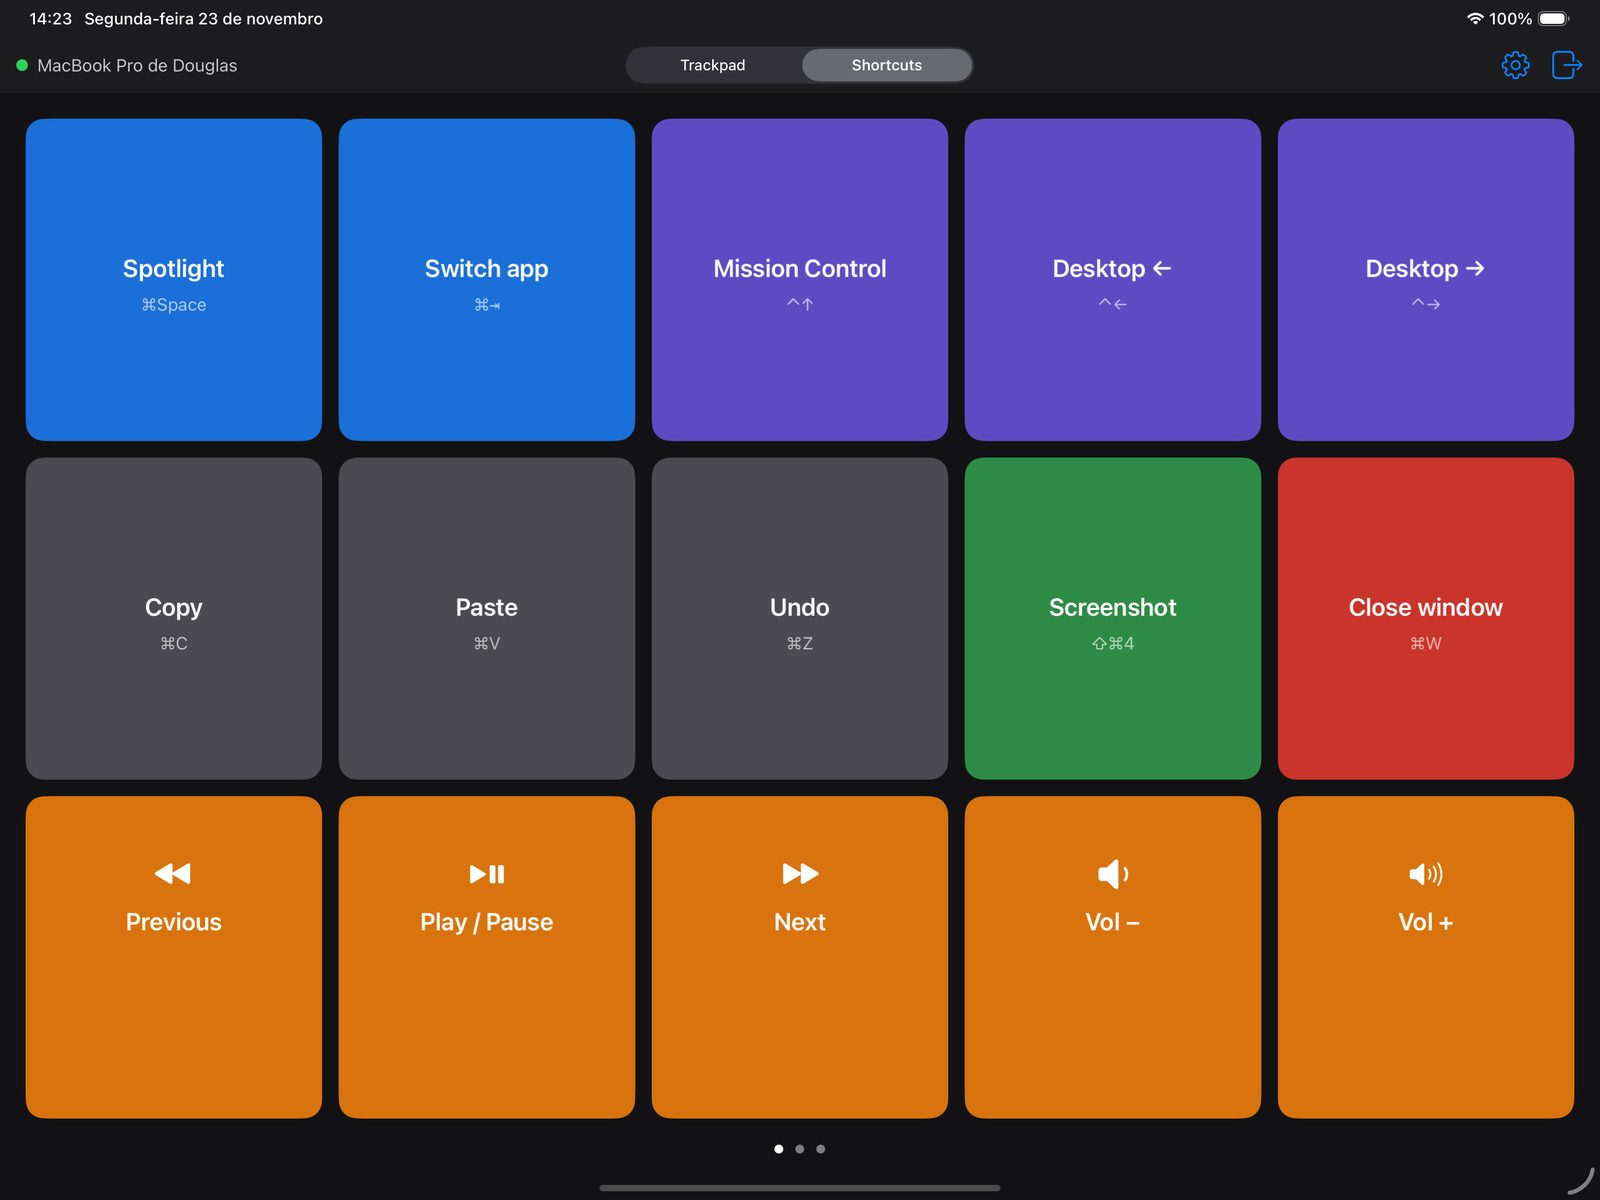 14:23 Segunda-feira 23 de novembro
100%
MacBook Pro de Douglas
Trackpad
Shortcuts
Spotlight
⌘Space
Switch app
⌘⇥
Mission Control
^↑
Desktop ←
^←
Desktop →
^→
Copy
⌘C
Paste
⌘V
Undo
⌘Z
Screenshot
⇧⌘4
Close window
⌘W
Previous
Play / Pause
Next
Vol –
Vol +